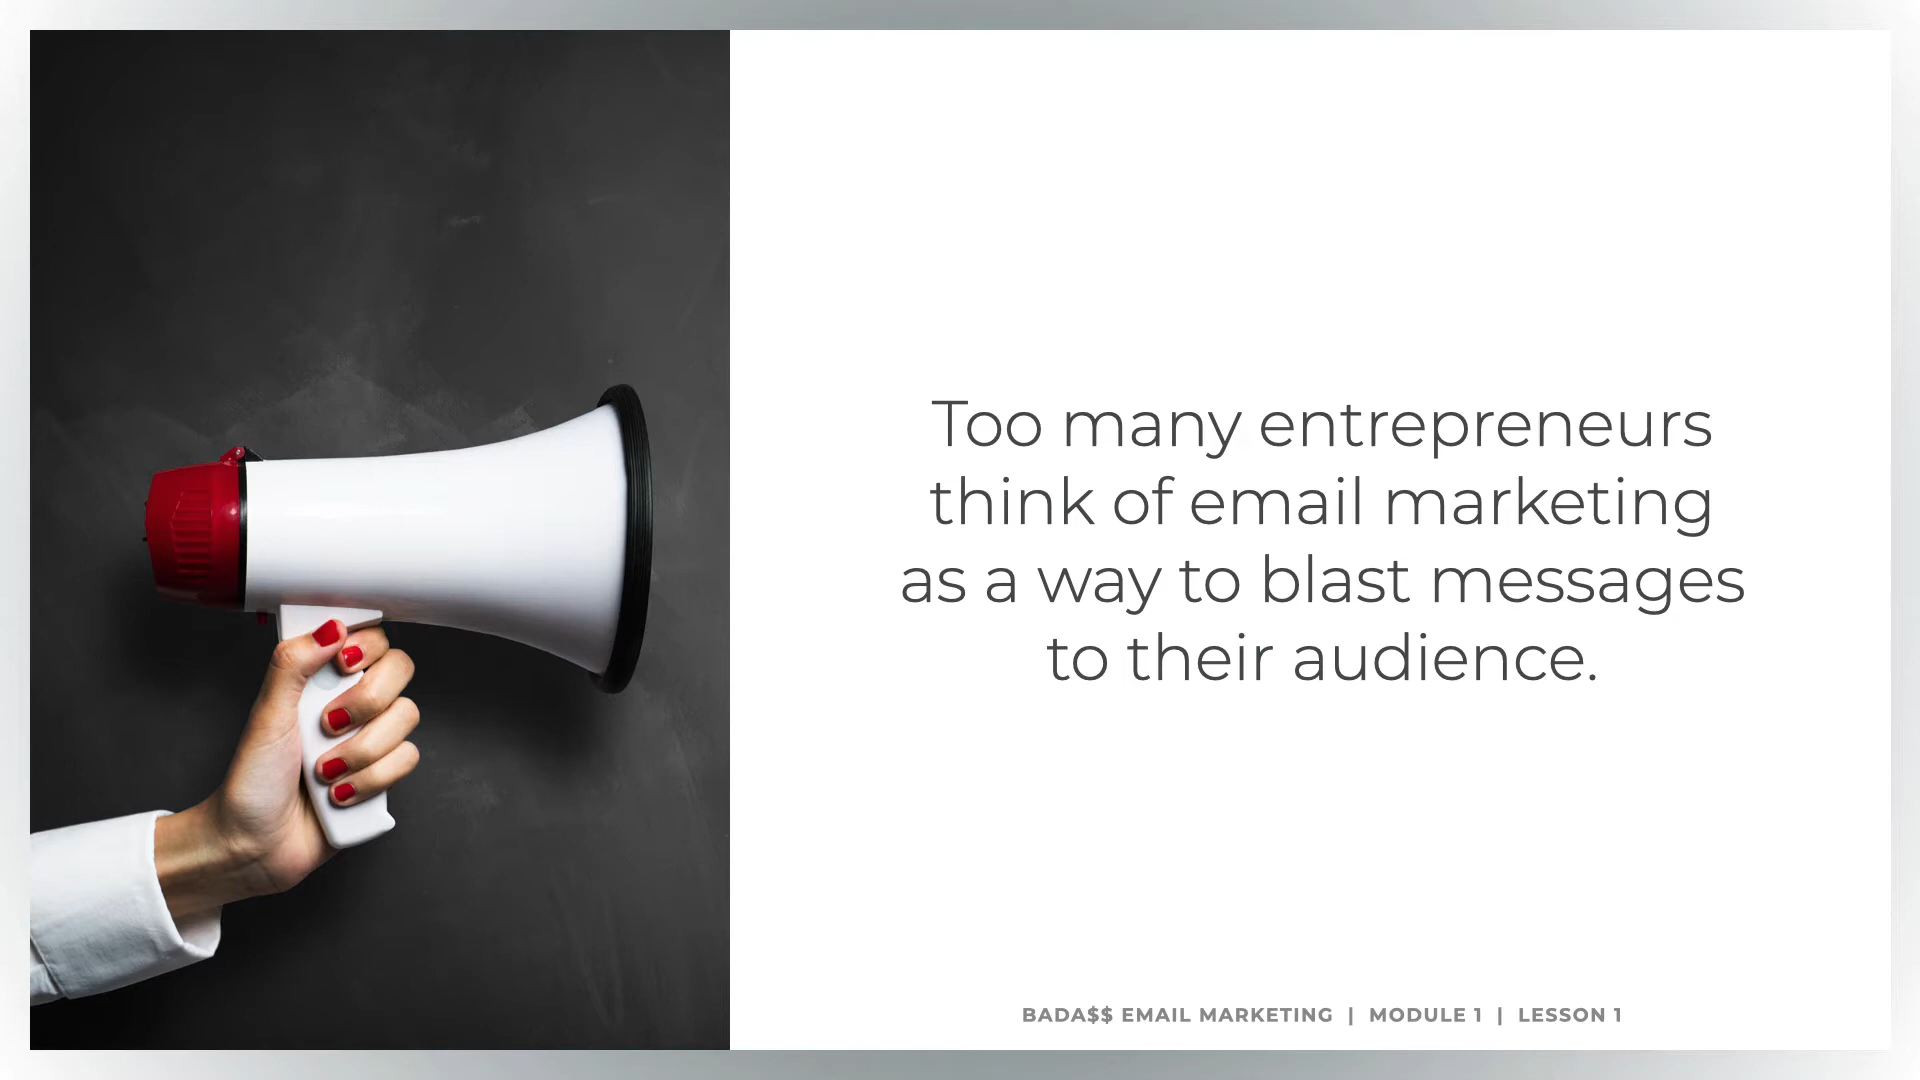 Too many entrepreneurs
think of email marketing
as a way to blast messages
to their audience.
BADA$$ EMAIL MARKETING | MODULE 1 | LESSON 1